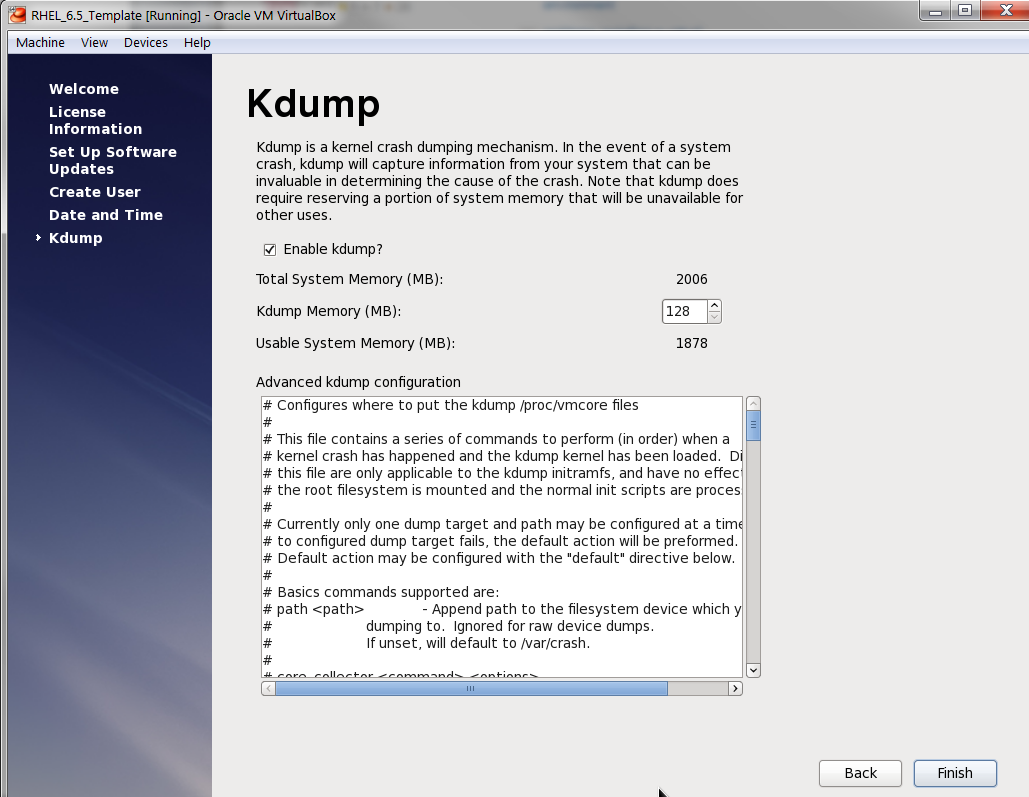 RHEL_6.5_Template [Running] - Oracle VM VirtualBox
Machine View Devices Help
Welcome
License
Information
Set Up Software
Updates
Create User
Date and Time
Kdump
Kdump
Kdump is a kernel crash dumping mechanism. In the event of a system
crash, kdump will capture information from your system that can be
invaluable in determining the cause of the crash. Note that kdump does
require reserving a portion of system memory that will be unavailable for
other uses.
Enable kdump?
Total System Memory (MB): 2006
Kdump Memory (MB): 128
Usable System Memory (MB): 1878
Advanced kdump configuration
# Configures where to put the kdump /proc/vmcore files
#
# This file contains a series of commands to perform (in order) when a
# kernel crash has happened and the kdump kernel has been loaded. Di
# this file are only applicable to the kdump initramfs, and have no effect
# the root filesystem is mounted and the normal init scripts are proces
#
# Currently only one dump target and path may be configured at a time
# to configured dump target fails, the default action will be preformed.
# Default action may be configured with the "default" directive below.
#
# Basics commands supported are:
# path <path> - Append path to the filesystem device which y
# dumping to. Ignored for raw device dumps.
# If unset, will default to /var/crash.
#
# core_collector <command> <options>
Back Finish